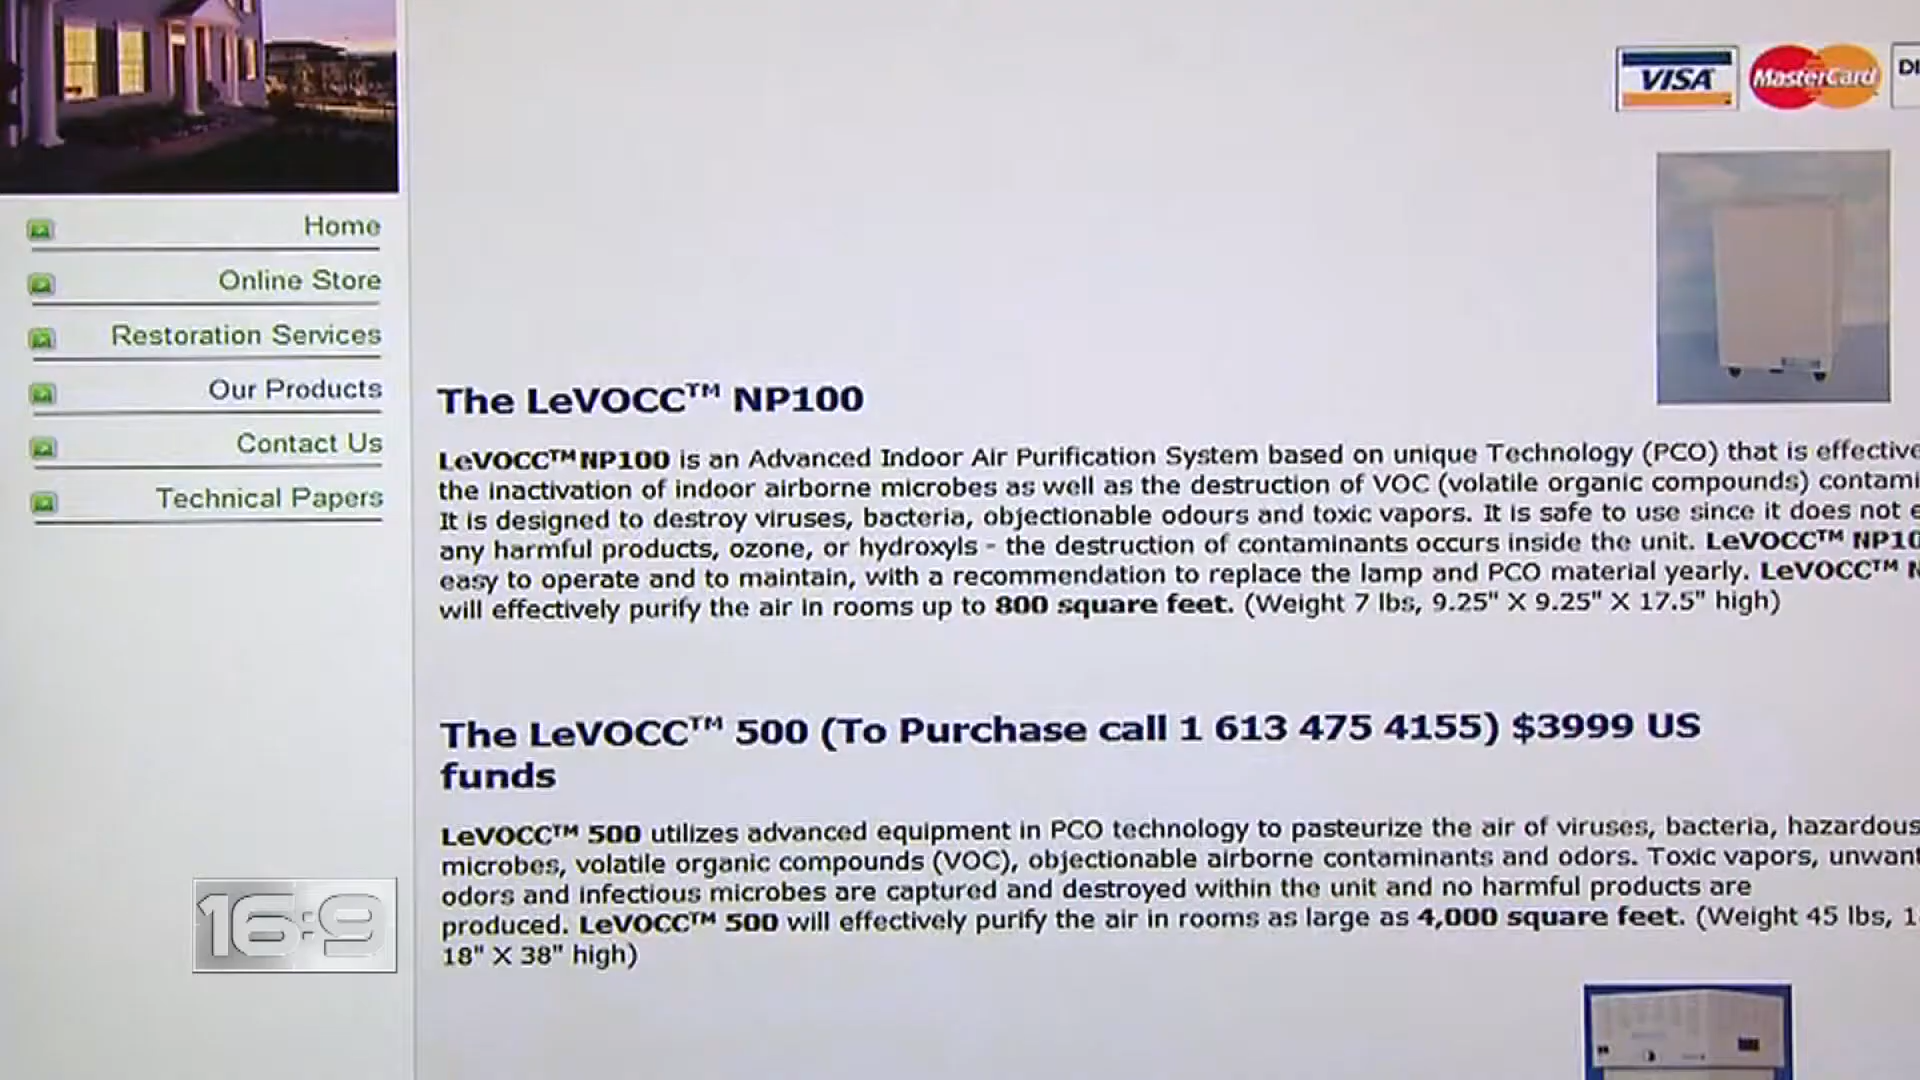 VISA MasterCard
Home
Online Store
Restoration Services
Our Products
Contact Us
Technical Papers
The LeVOCC™ NP100
LeVOCC™ NP100 is an Advanced Indoor Air Purification System based on unique Technology (PCO) that is effective
the inactivation of indoor airborne microbes as well as the destruction of VOC (volatile organic compounds)
It is designed to destroy viruses, bacteria, objectionable odours and toxic vapors. It is safe to use since it does not
any harmful products, ozone, or hydroxyls - the destruction of contaminants occurs inside the unit. LeVOCC™
easy to operate and to maintain, with a recommendation to replace the lamp and PCO material yearly. LeVOCC™
will effectively purify the air in rooms up to 800 square feet. (Weight 7 lbs, 9.25" X 9.25" X 17.5" high)
The LeVOCC™ 500 (To Purchase call 1 613 475 4155) $3999 US
funds
LeVOCC™ 500 utilizes advanced equipment in PCO technology to pasteurize the air of viruses, bacteria, hazardous
microbes, volatile organic compounds (VOC), objectionable airborne contaminants and odors. Toxic vapors,
odors and infectious microbes are captured and destroyed within the unit and no harmful products are
produced. LeVOCC™ 500 will effectively purify the air in rooms as large as 4,000 square feet. (Weight 45 lbs,
18" X 38" high)
16:9